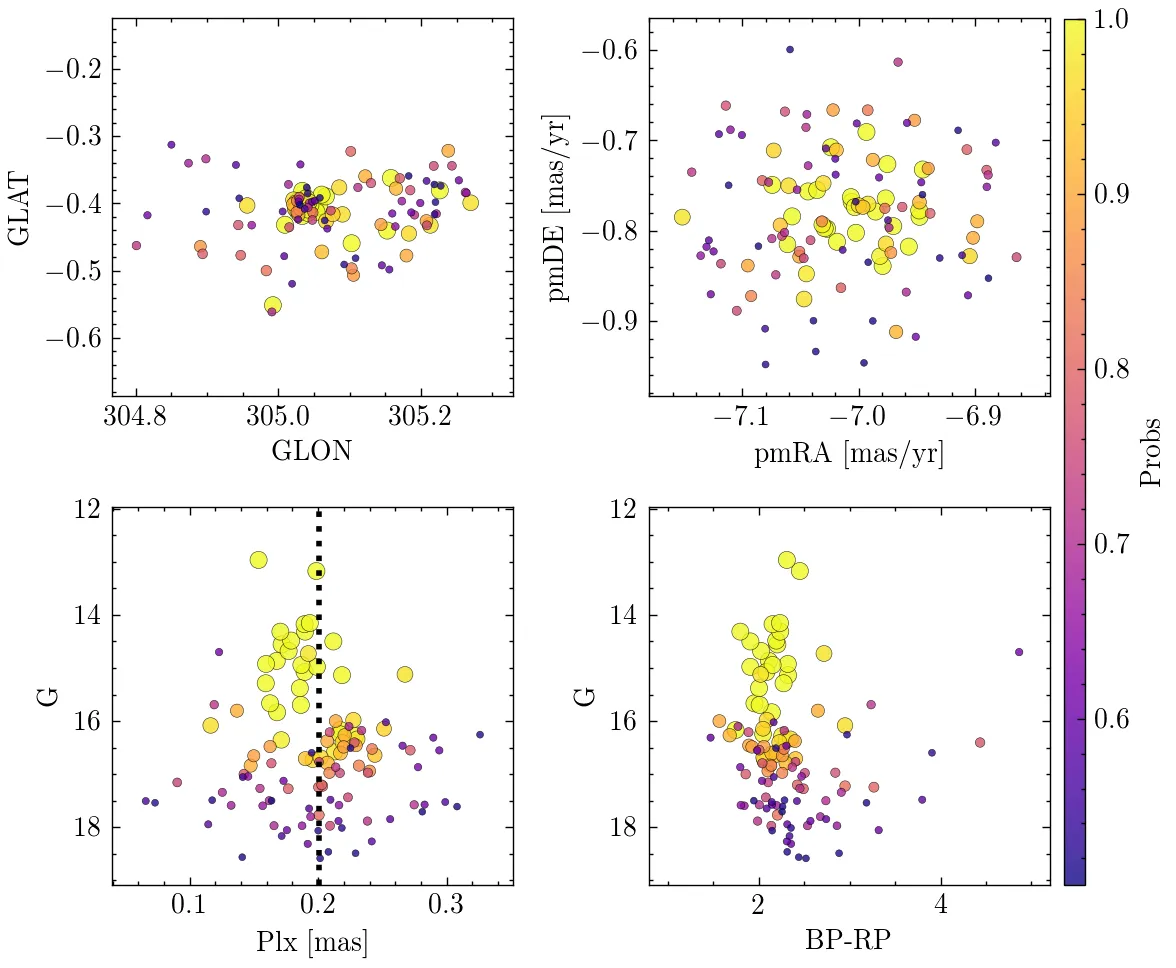 −0.2
−0.3
−0.4
−0.5
−0.6
GLAT
304.8 305.0 305.2
GLON
−0.6
−0.7
−0.8
−0.9
pmDE [mas/yr]
−7.1 −7.0 −6.9
pmRA [mas/yr]
1.0
0.9
0.8
0.7
0.6
Probs
12
14
16
18
G
0.1 0.2 0.3
Plx [mas]
12
14
16
18
G
2 4
BP-RP